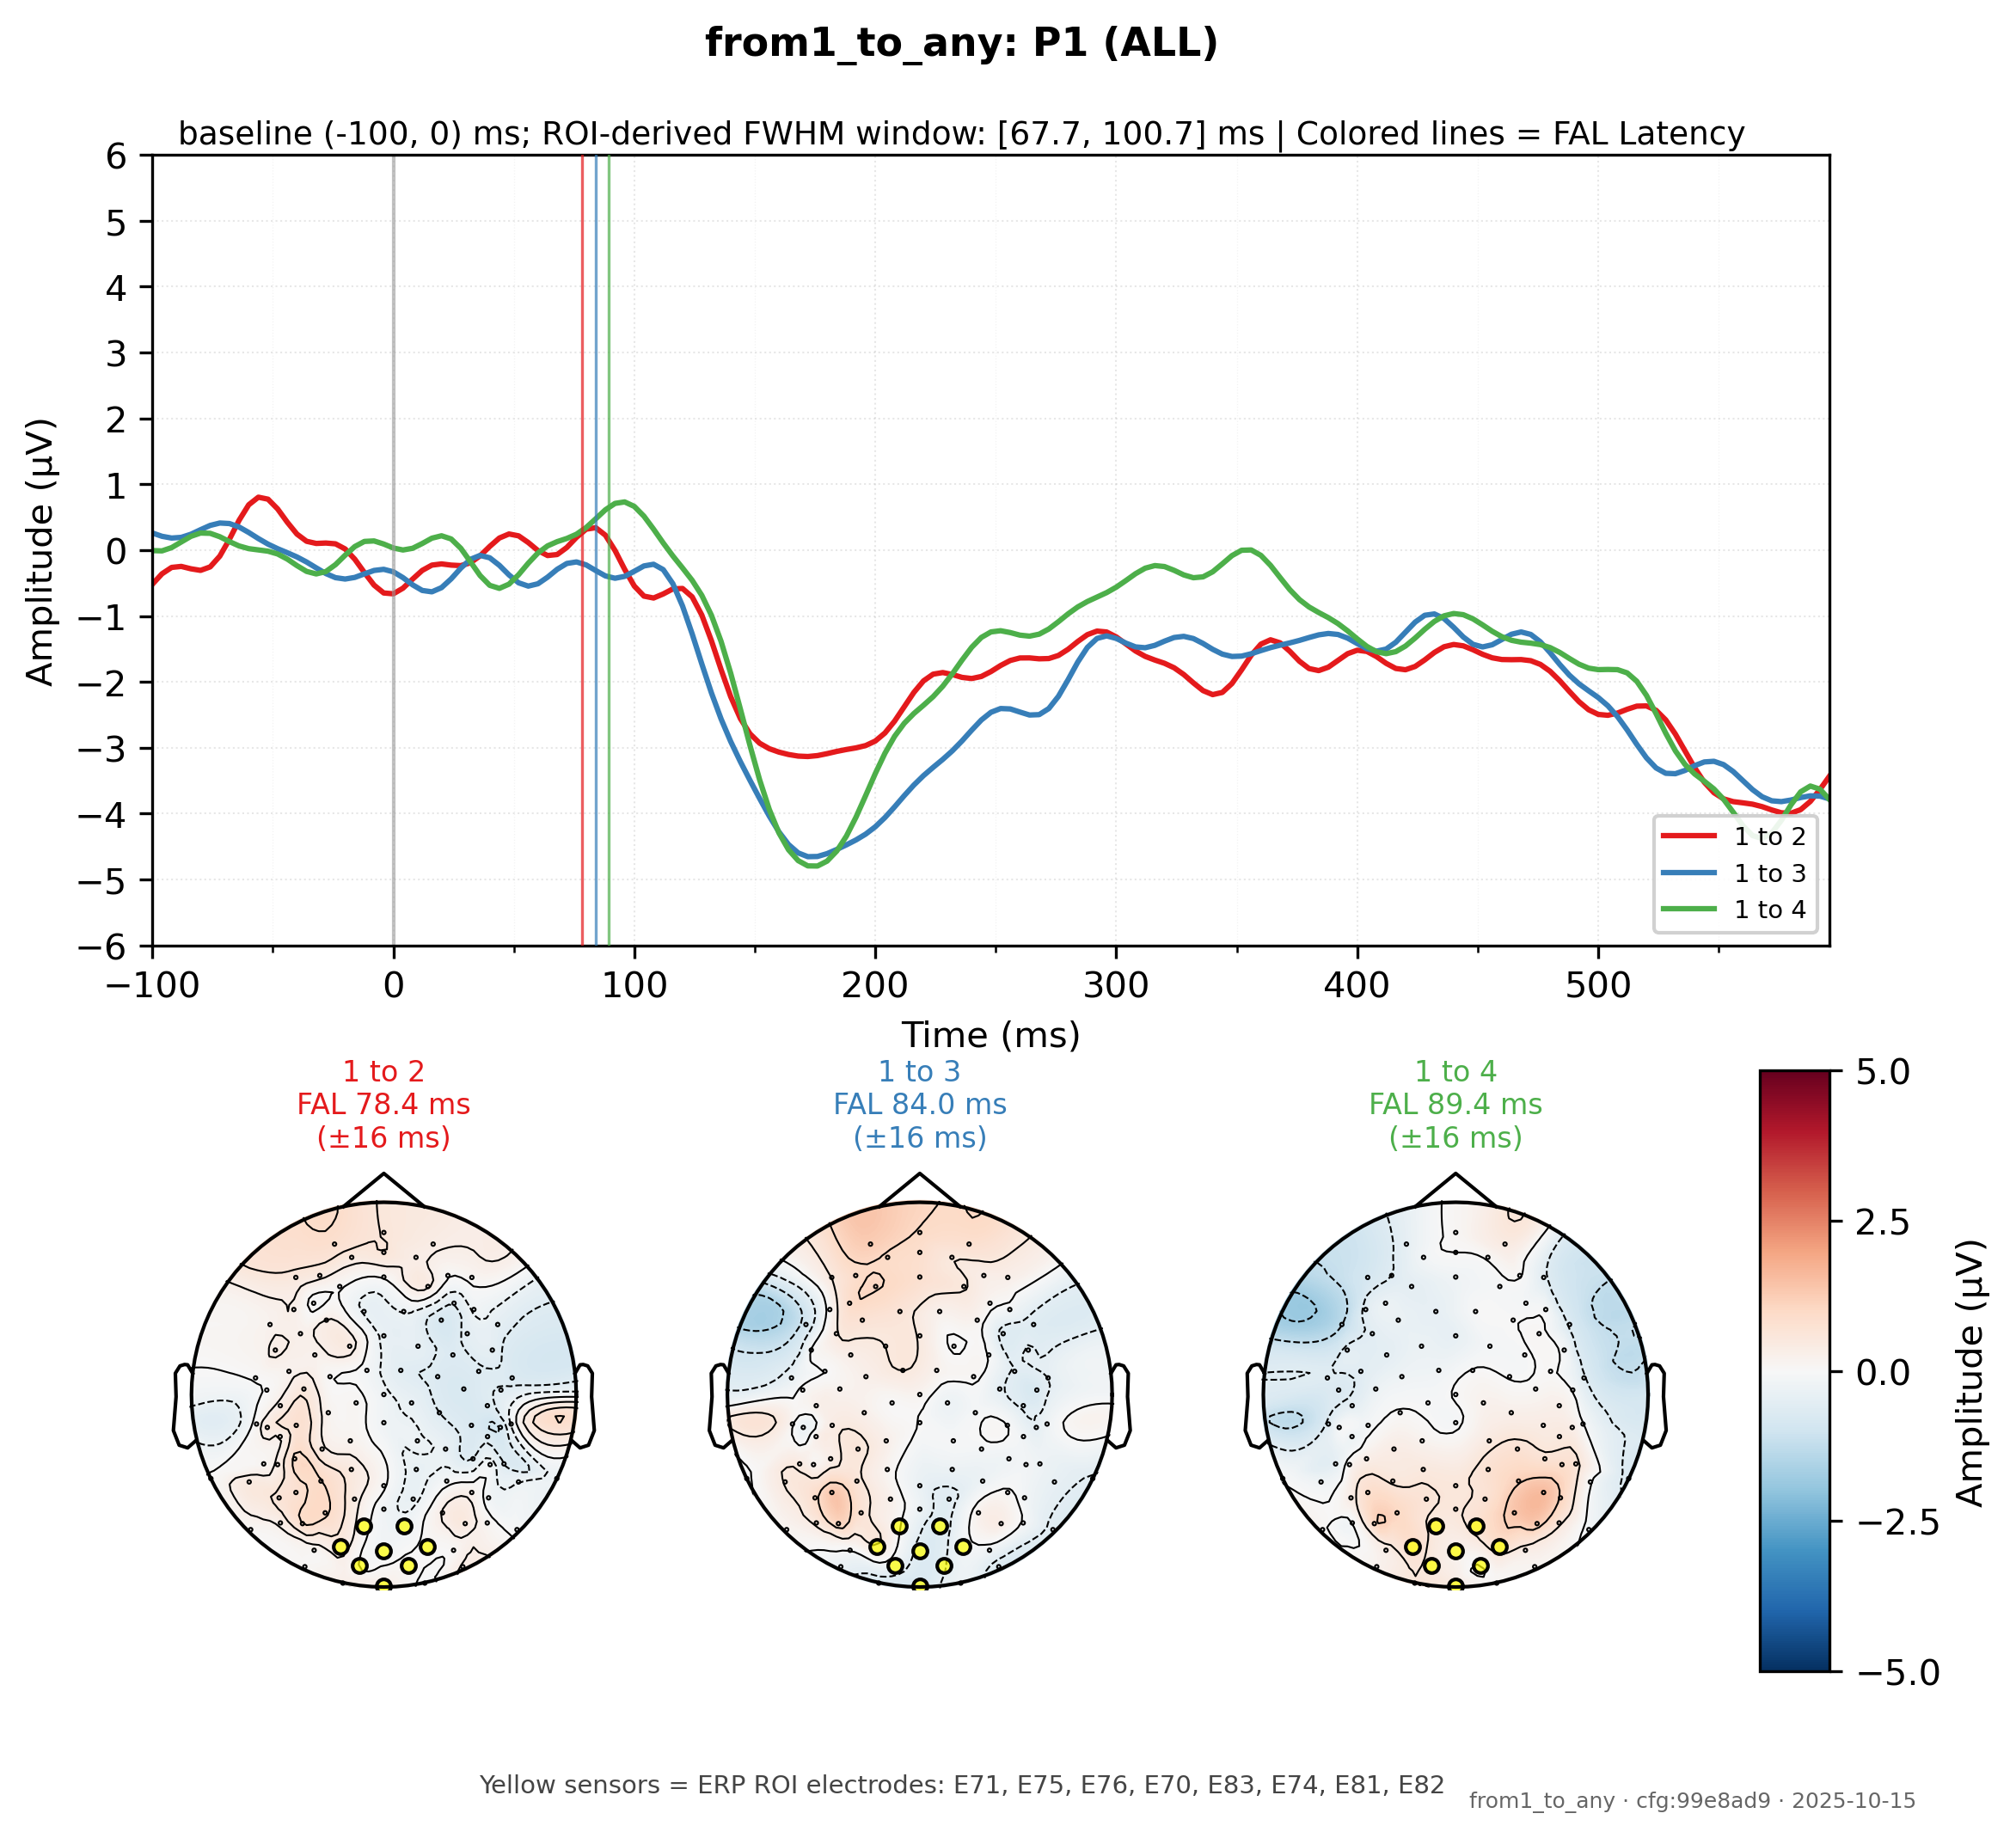 from1_to_any: P1 (ALL)
baseline (-100, 0) ms; ROI-derived FWHM window: [67.7, 100.7] ms | Colored lines = FAL Latency
6
5
4
3
2
1
0
−1
−2
−3
−4
−5
−6
Amplitude (µV)
−100
0
100
200
300
400
500
Time (ms)
1 to 2
1 to 3
1 to 4
1 to 2
FAL 78.4 ms
(±16 ms)
1 to 3
FAL 84.0 ms
(±16 ms)
1 to 4
FAL 89.4 ms
(±16 ms)
5.0
2.5
0.0
−2.5
−5.0
Amplitude (µV)
Yellow sensors = ERP ROI electrodes: E71, E75, E76, E70, E83, E74, E81, E82
from1_to_any · cfg:99e8ad9 · 2025-10-15